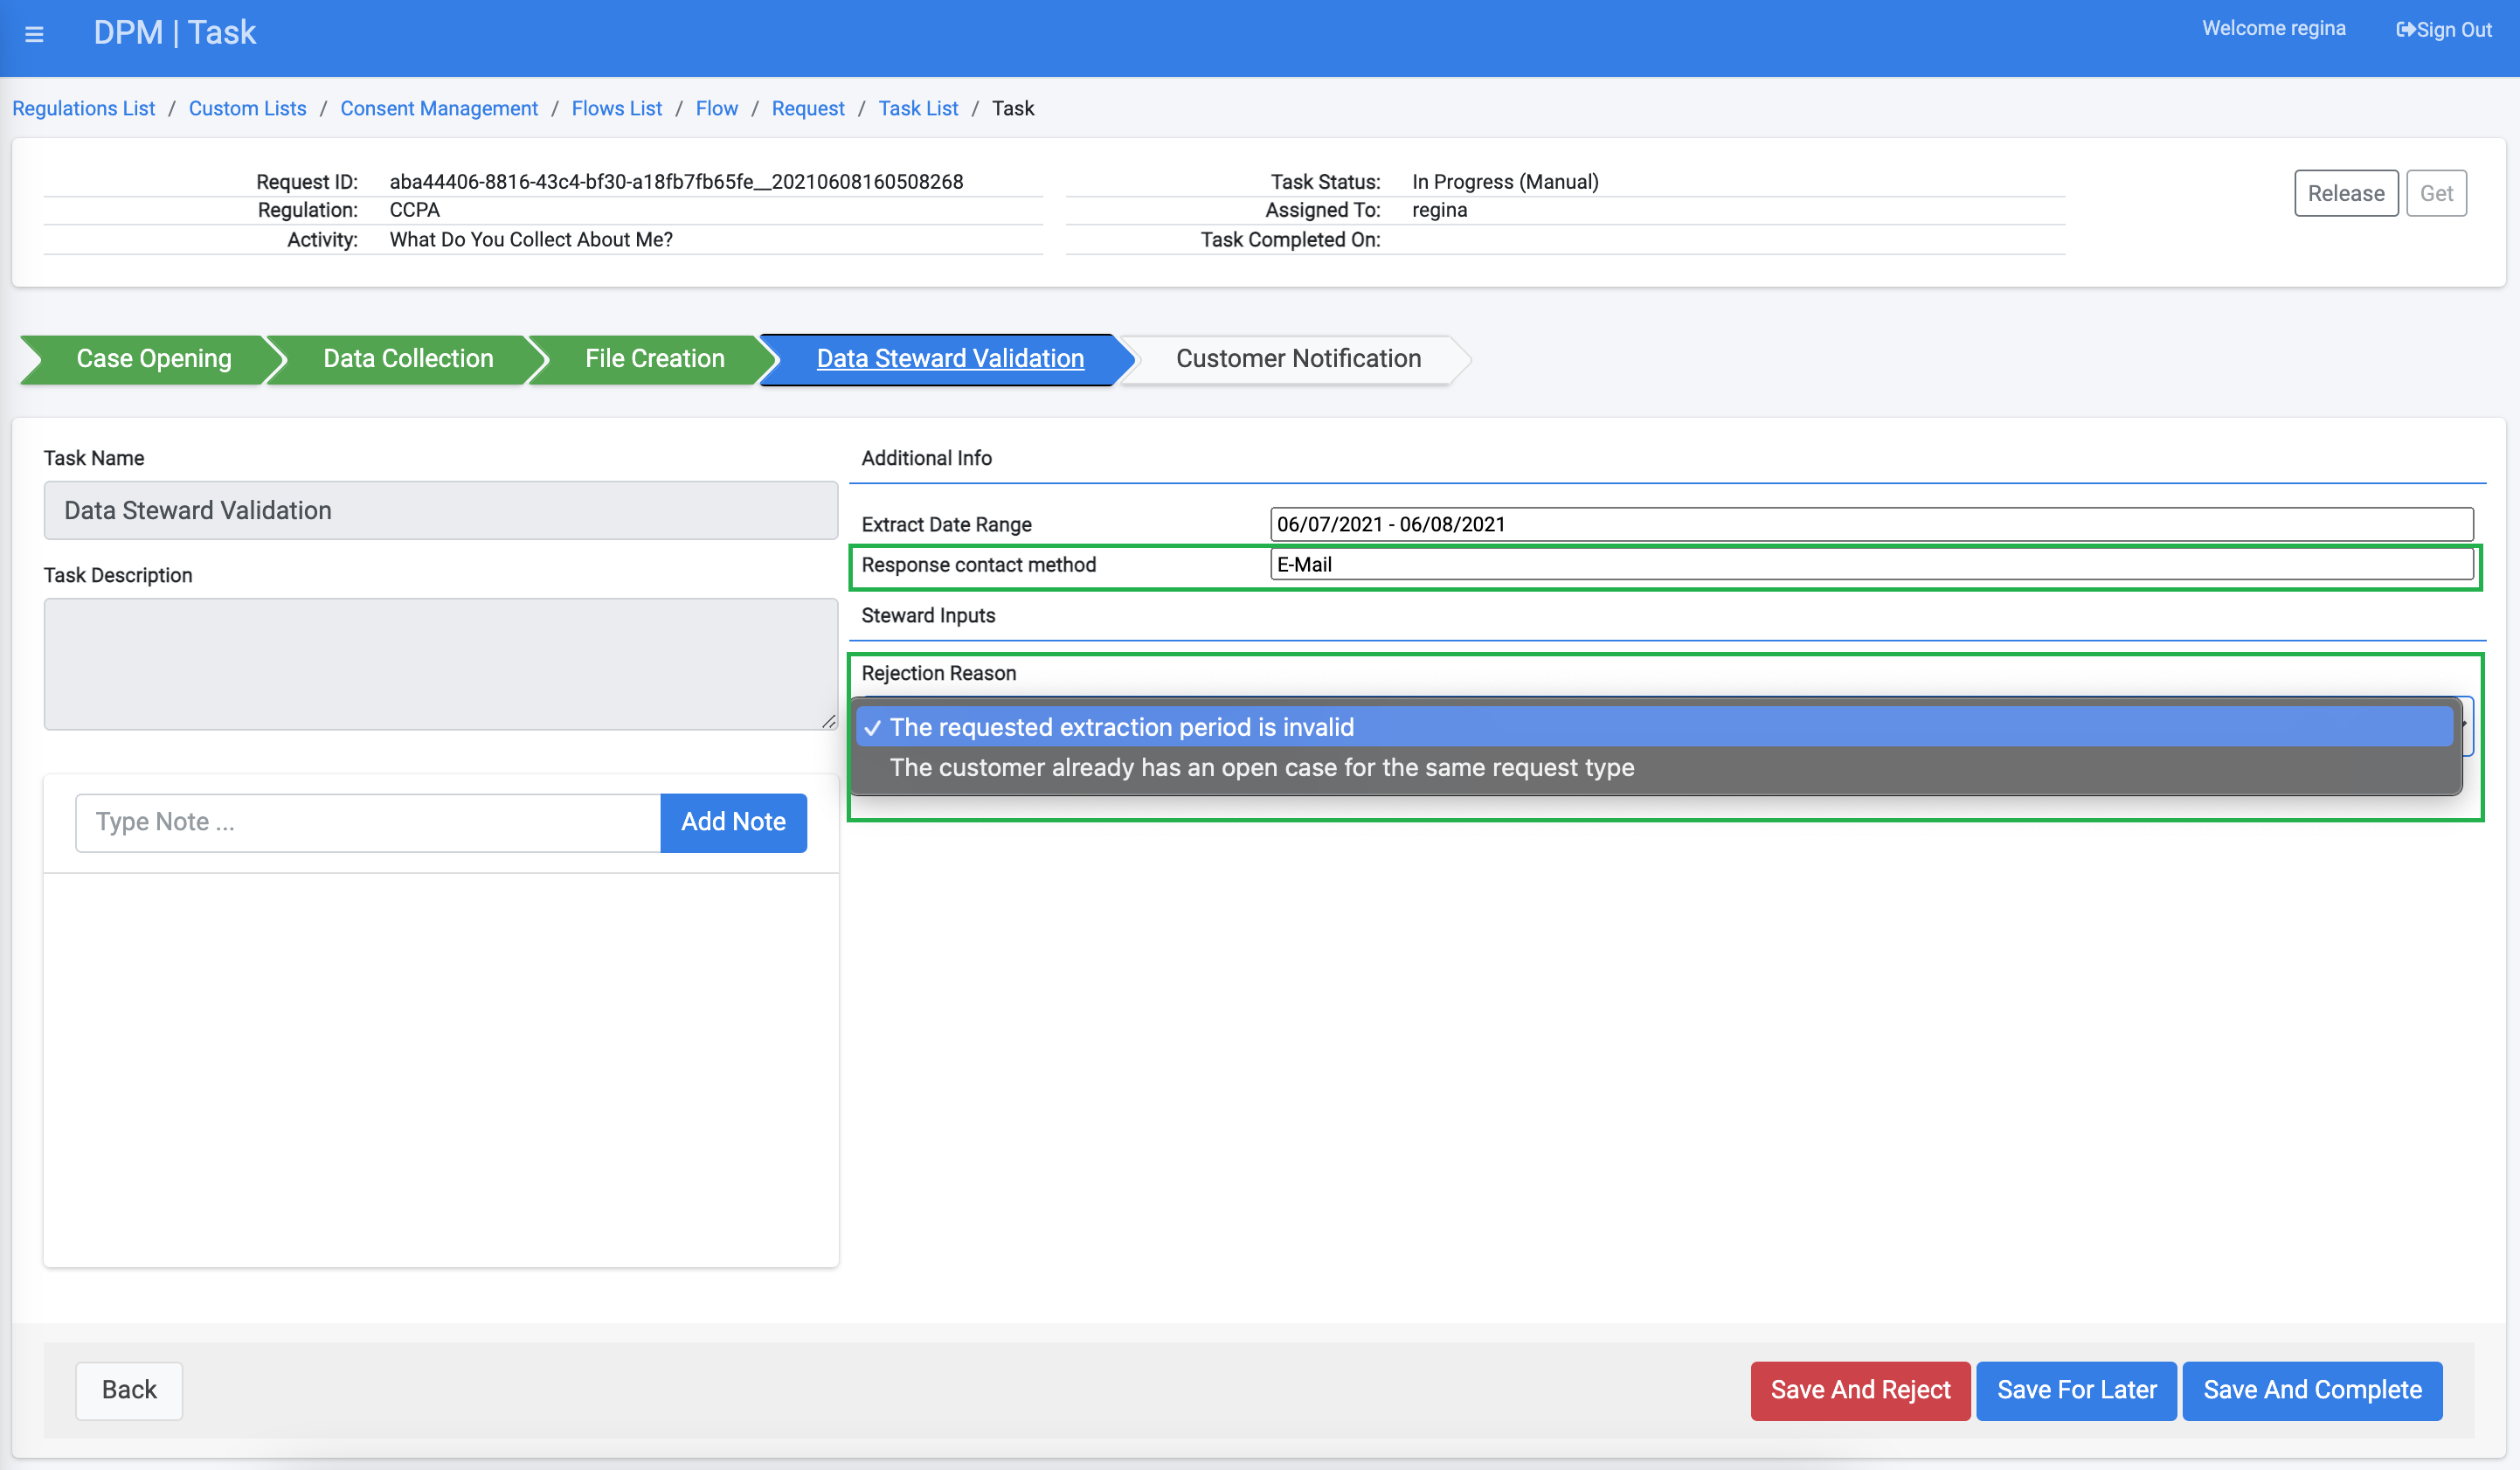 DPM | Task
Welcome regina
Sign Out
Regulations List / Custom Lists / Consent Management / Flows List / Flow / Request / Task List / Task
Request ID: aba44406-8816-43c4-bf30-a18fb7fb65fe__20210608160508268
Regulation: CCPA
Activity: What Do You Collect About Me?
Task Status: In Progress (Manual)
Assigned To: regina
Task Completed On:
Release
Get
Case Opening
Data Collection
File Creation
Data Steward Validation
Customer Notification
Task Name
Data Steward Validation
Task Description
Type Note ...
Add Note
Additional Info
Extract Date Range 06/07/2021 - 06/08/2021
Response contact method E-Mail
Steward Inputs
Rejection Reason
✓ The requested extraction period is invalid
The customer already has an open case for the same request type
Back
Save And Reject
Save For Later
Save And Complete